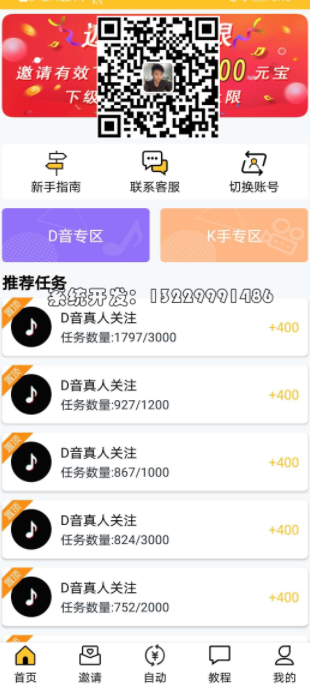 邀请有效下
00元宝
下级
上限
新手指南
联系客服
切换账号
D音专区
K手专区
推荐任务
系统开发：13229991486
置顶
D音真人关注
任务数量:1797/3000
+400
置顶
D音真人关注
任务数量:927/1200
+400
置顶
D音真人关注
任务数量:867/1000
+400
置顶
D音真人关注
任务数量:824/3000
+400
置顶
D音真人关注
任务数量:752/2000
+400
首页
邀请
自动
教程
我的